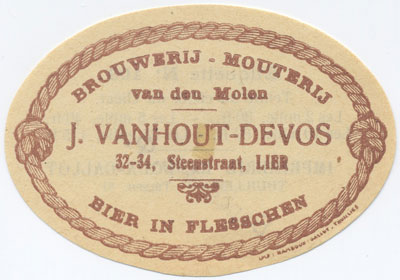 BROUWERIJ - MOUTERIJ
van den Molen
J. VANHOUT-DEVOS
32-34, Steenstraat, LIER
BIER IN FLESSCHEN